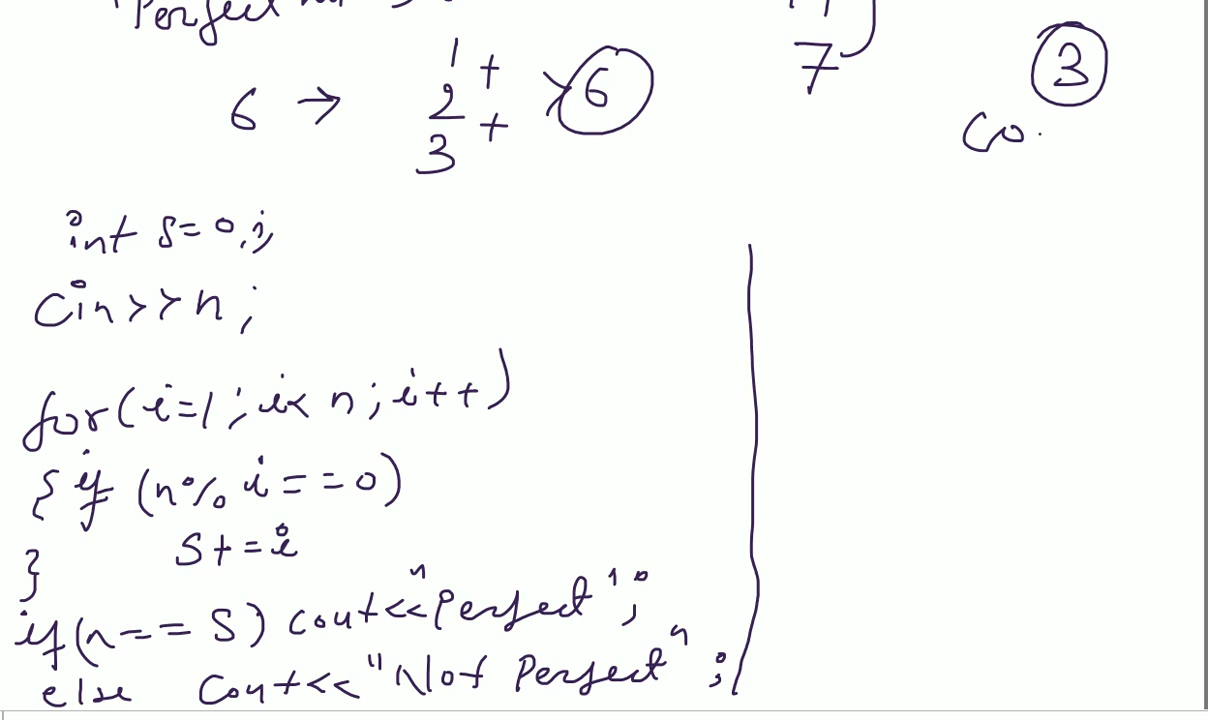 Perfect
7
3
1 +
6 → 2 6
+
3
Co.
int s=0,i;
Cin>>n;
for(i=1;i<n;i++)
{if (n%i==0)
S+=i
}
if(n==S) cout<<"Perfect";
else Cout<<"Not Perfect";